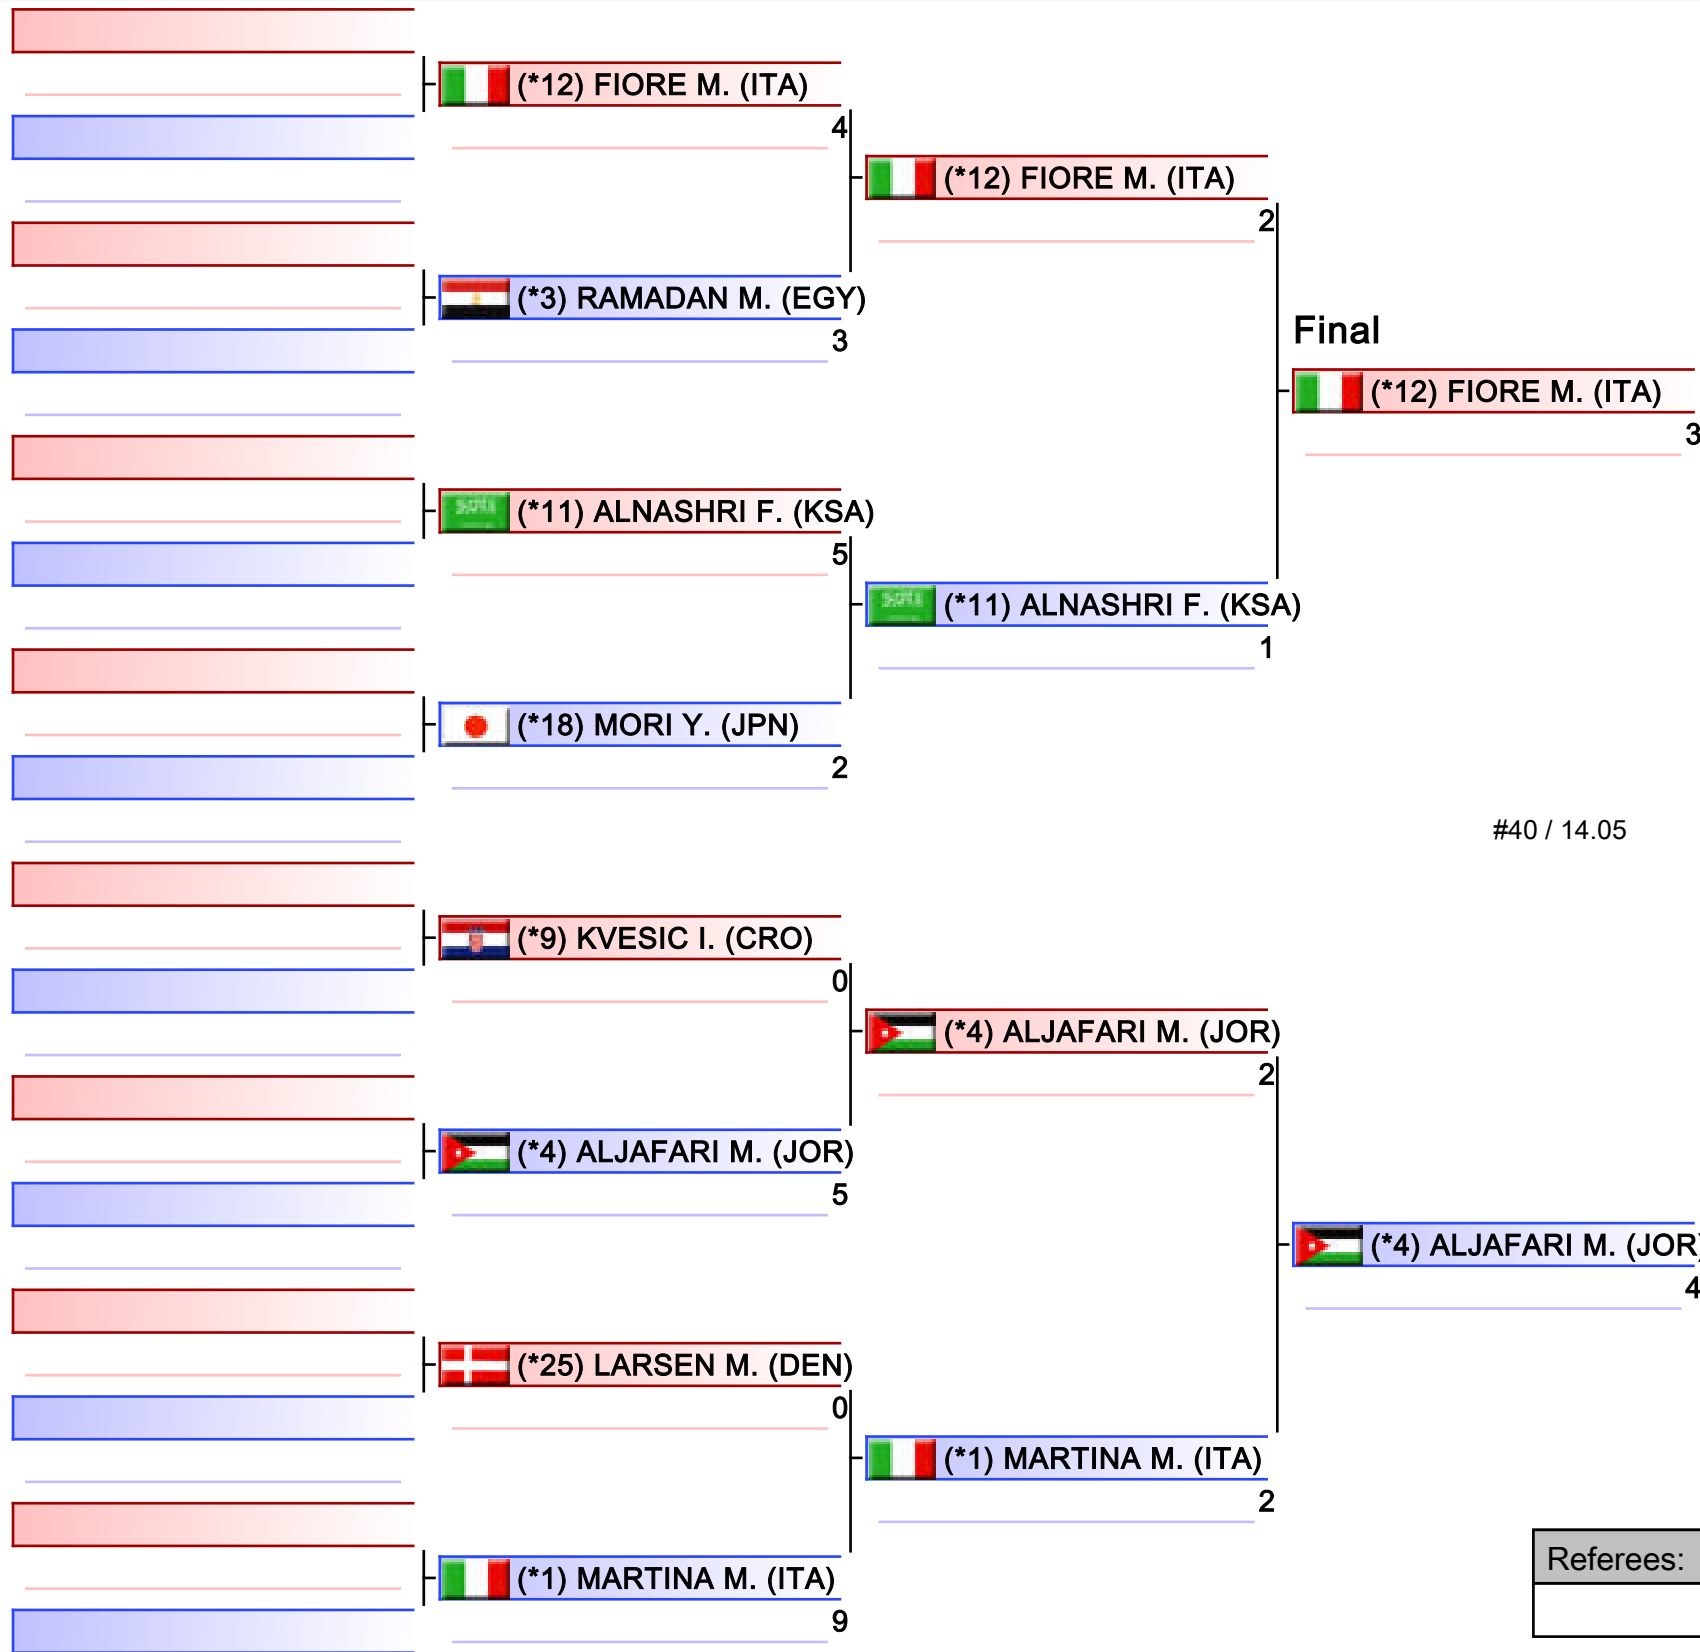 (*12) FIORE M. (ITA)
4
(*12) FIORE M. (ITA)
2
(*3) RAMADAN M. (EGY)
3
Final
(*12) FIORE M. (ITA)
3
(*11) ALNASHRI F. (KSA)
5
(*11) ALNASHRI F. (KSA)
1
(*18) MORI Y. (JPN)
2
#40 / 14.05
(*9) KVESIC I. (CRO)
0
(*4) ALJAFARI M. (JOR)
2
(*4) ALJAFARI M. (JOR)
5
(*4) ALJAFARI M. (JOR)
4
(*25) LARSEN M. (DEN)
0
(*1) MARTINA M. (ITA)
2
Referees:
(*1) MARTINA M. (ITA)
9